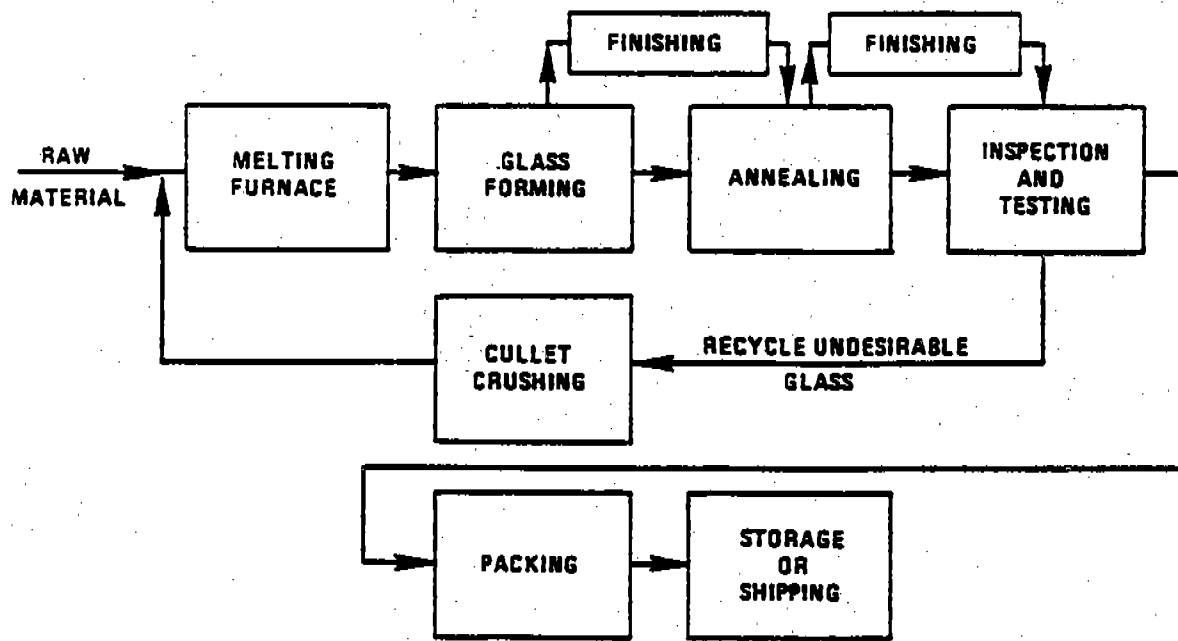 FINISHING
FINISHING
RAW
MATERIAL
MELTING
FURNACE
GLASS
FORMING
ANNEALING
INSPECTION
AND
TESTING
CULLET
CRUSHING
RECYCLE UNDESIRABLE
GLASS
PACKING
STORAGE
OR
SHIPPING